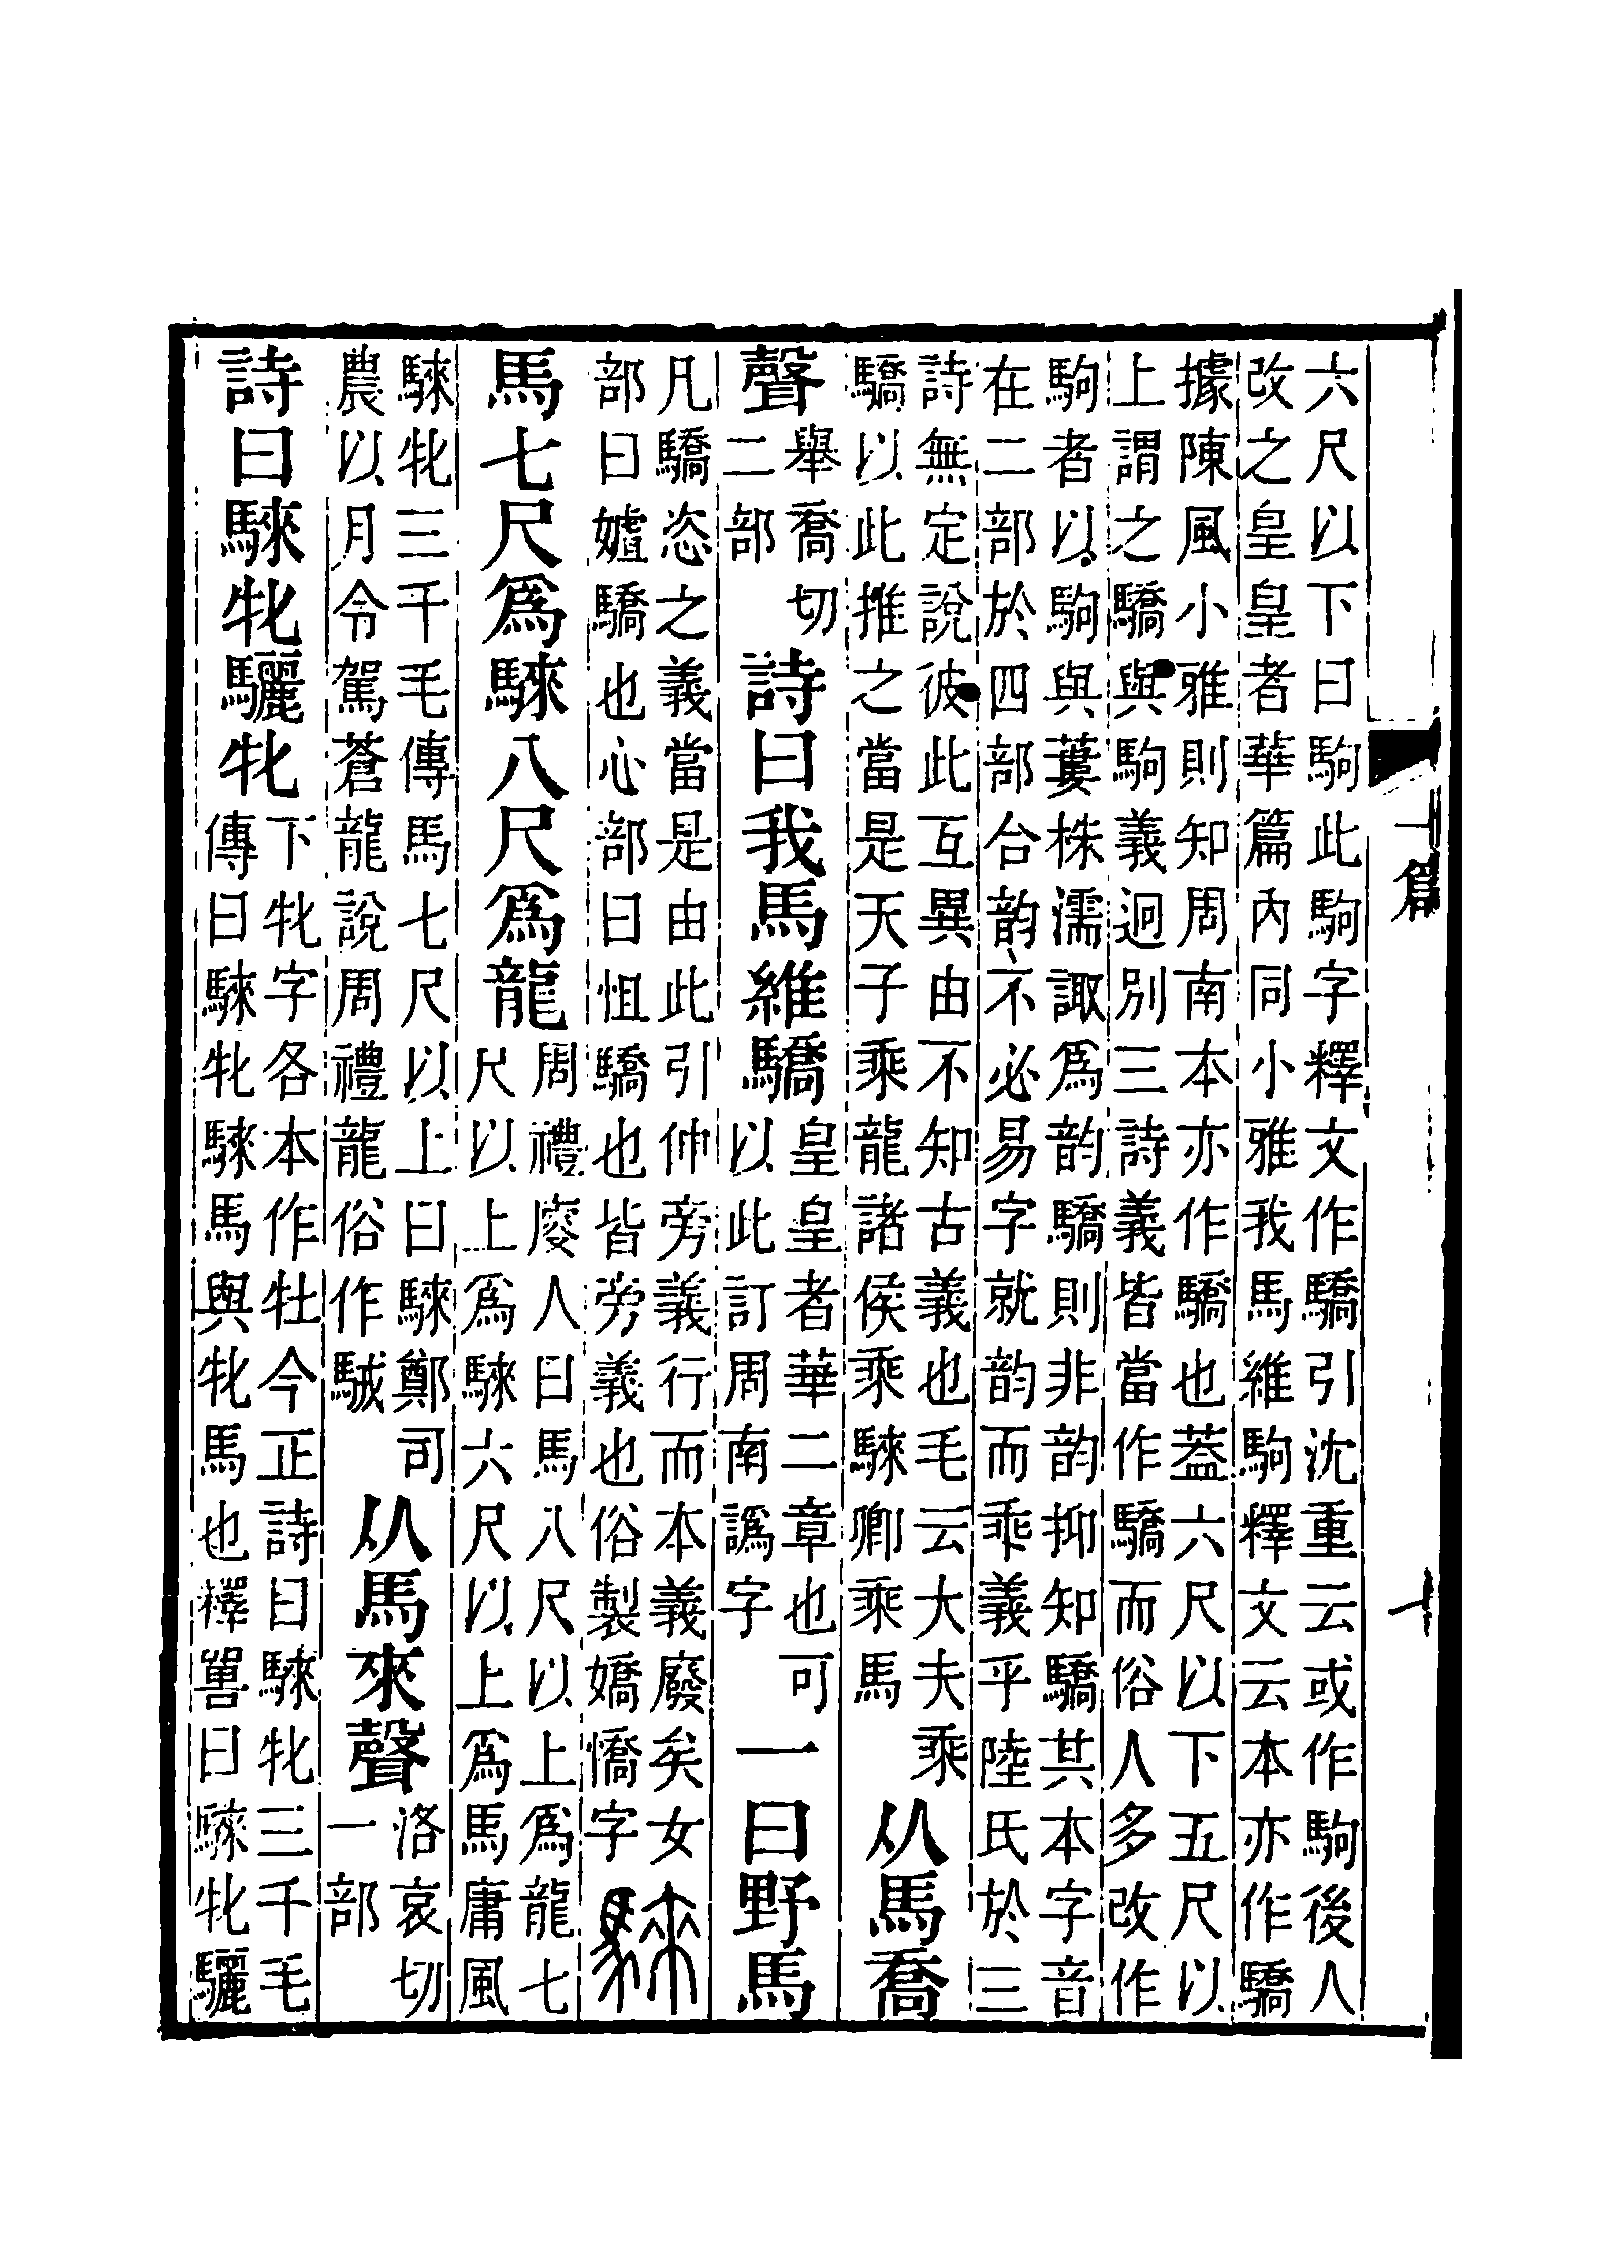 六尺以下曰駒此駒字釋文作驕引沈重云或作駒後人
改之皇皇者華篇內同小雅我馬維駒釋文云本亦作驕
據陳風小雅則知周南本亦作驕也葢六尺以下五尺以
上謂之驕與駒義迥別三詩義皆當作驕而俗人多改作
駒者以駒與蔞株濡諏爲韵驕則非韵抑知驕其本字音
在二部於四部合韵不必易字就韵而乖義乎陸氏於三
詩無定說彼此互異由不知古義也毛云大夫乘
驕以此推之當是天子乘龍諸侯乘騋卿乘馬
从馬喬
聲
舉喬切
二部
詩曰我馬維驕
皇皇者華二章也可
以此訂周南譌字
一曰野馬
凡驕恣之義當是由此引伸旁義行而本義廢矣女
部曰㜘驕也心部曰怚驕也皆旁義也俗製嬌憍字
騋
馬七尺爲騋八尺爲龍
周禮廋人曰馬八尺以上爲龍七
尺以上爲騋六尺以上爲馬庸風
騋牝三千毛傳馬七尺以上曰騋鄭司
農以月令駕蒼龍說周禮龍俗作駥
从馬來聲
洛哀切
一部
詩曰騋牝驪牝
下牝字各本作牡今正詩曰騋牝三千毛
傳曰騋牝騋馬與牝馬也釋嘼曰騋牝驪
十篇
十